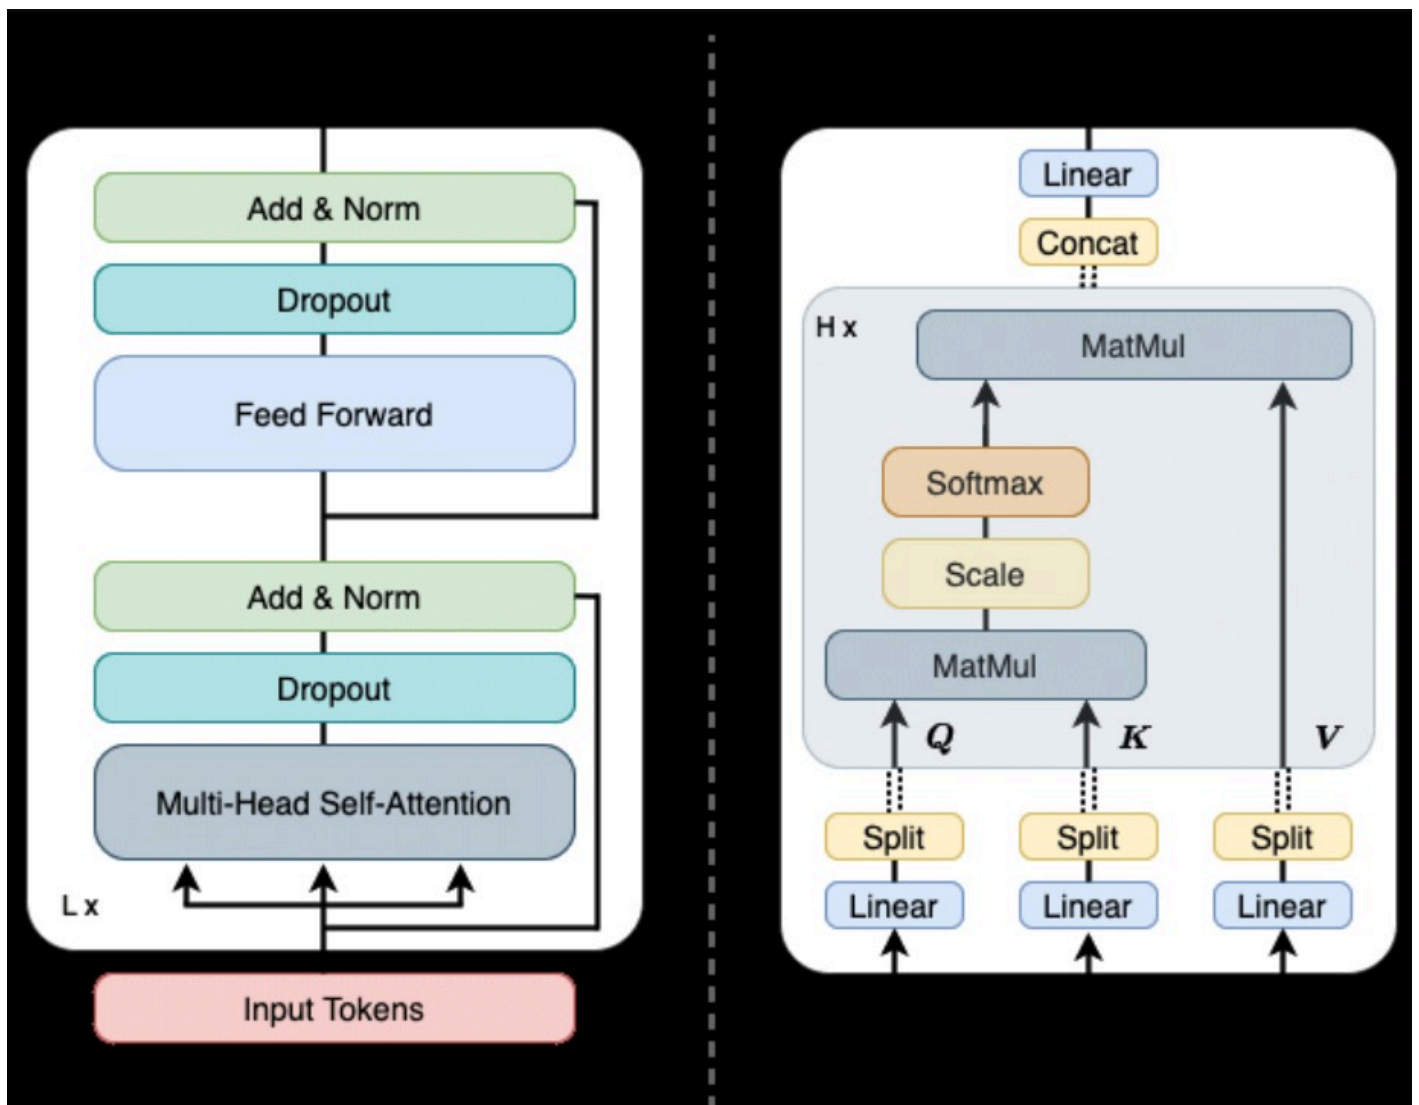 Add & Norm
Dropout
Feed Forward
Add & Norm
Dropout
Multi-Head Self-Attention
L x
Input Tokens
Linear
Concat
H x
MatMul
Softmax
Scale
MatMul
Q K V
Split Split Split
Linear Linear Linear